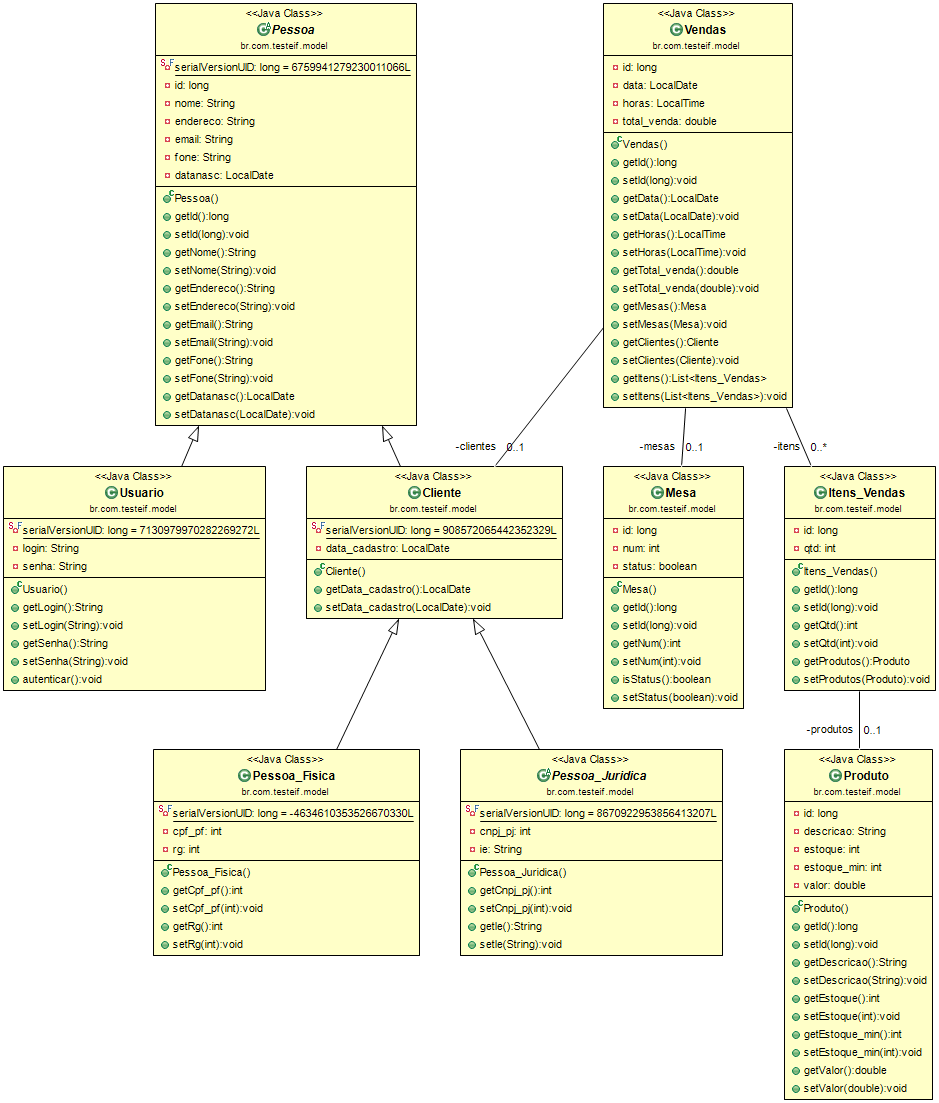 <<Java Class>>
Pessoa
br.com.testeif.model
serialVersionUID: long = 6759941279230011066L
id: long
nome: String
endereco: String
email: String
fone: String
datanasc: LocalDate
Pessoa()
getId():long
setId(long):void
getNome():String
setNome(String):void
getEndereco():String
setEndereco(String):void
getEmail():String
setEmail(String):void
getFone():String
setFone(String):void
getDatanasc():LocalDate
setDatanasc(LocalDate):void
<<Java Class>>
Vendas
br.com.testeif.model
id: long
data: LocalDate
horas: LocalTime
total_venda: double
Vendas()
getId():long
setId(long):void
getData():LocalDate
setData(LocalDate):void
getHoras():LocalTime
setHoras(LocalTime):void
getTotal_venda():double
setTotal_venda(double):void
getMesas():Mesa
setMesas(Mesa):void
getClientes():Cliente
setClientes(Cliente):void
getItens():List<Itens_Vendas>
setItens(List<Itens_Vendas>):void
-clientes 0..1
-mesas 0..1
-itens 0..*
<<Java Class>>
Usuario
br.com.testeif.model
serialVersionUID: long = 7130979970282269272L
login: String
senha: String
Usuario()
getLogin():String
setLogin(String):void
getSenha():String
setSenha(String):void
autenticar():void
<<Java Class>>
Cliente
br.com.testeif.model
serialVersionUID: long = 908572065442352329L
data_cadastro: LocalDate
Cliente()
getData_cadastro():LocalDate
setData_cadastro(LocalDate):void
<<Java Class>>
Mesa
br.com.testeif.model
id: long
num: int
status: boolean
Mesa()
getId():long
setId(long):void
getNum():int
setNum(int):void
isStatus():boolean
setStatus(boolean):void
<<Java Class>>
Itens_Vendas
br.com.testeif.model
id: long
qtd: int
Itens_Vendas()
getId():long
setId(long):void
getQtd():int
setQtd(int):void
getProdutos():Produto
setProdutos(Produto):void
-produtos 0..1
<<Java Class>>
Pessoa_Fisica
br.com.testeif.model
serialVersionUID: long = -4634610353526670330L
cpf_pf: int
rg: int
Pessoa_Fisica()
getCpf_pf():int
setCpf_pf(int):void
getRg():int
setRg(int):void
<<Java Class>>
Pessoa_Juridica
br.com.testeif.model
serialVersionUID: long = 8670922953856413207L
cnpj_pj: int
ie: String
Pessoa_Juridica()
getCnpj_pj():int
setCnpj_pj(int):void
getIe():String
setIe(String):void
<<Java Class>>
Produto
br.com.testeif.model
id: long
descricao: String
estoque: int
estoque_min: int
valor: double
Produto()
getId():long
setId(long):void
getDescricao():String
setDescricao(String):void
getEstoque():int
setEstoque(int):void
getEstoque_min():int
setEstoque_min(int):void
getValor():double
setValor(double):void